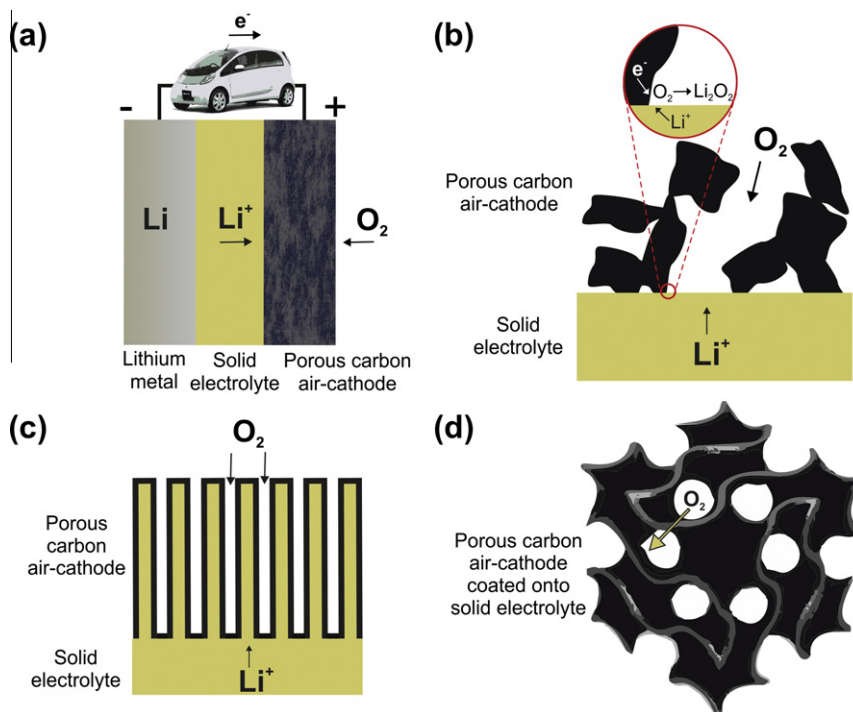 (a)
e-
-
+
Li
Li+
O2
Lithium
metal
Solid
electrolyte
Porous carbon
air-cathode
(b)
e-
O2→Li2O2
Li+
O2
Porous carbon
air-cathode
Solid
electrolyte
Li+
(c)
O2
Porous
carbon
air-cathode
Solid
electrolyte
Li+
(d)
O2
Porous carbon
air-cathode
coated onto
solid electrolyte